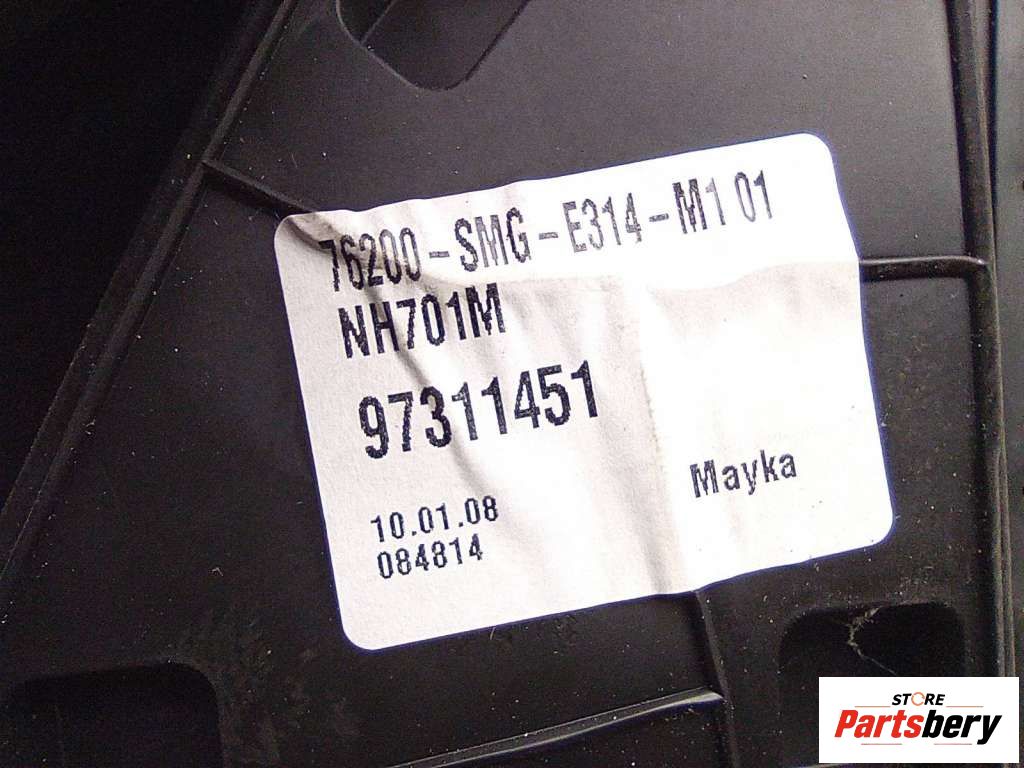 76200-SMG-E314-M1 01
NH701M
97311451
10.01.08
084814
Mayka
STORE
Partsbery